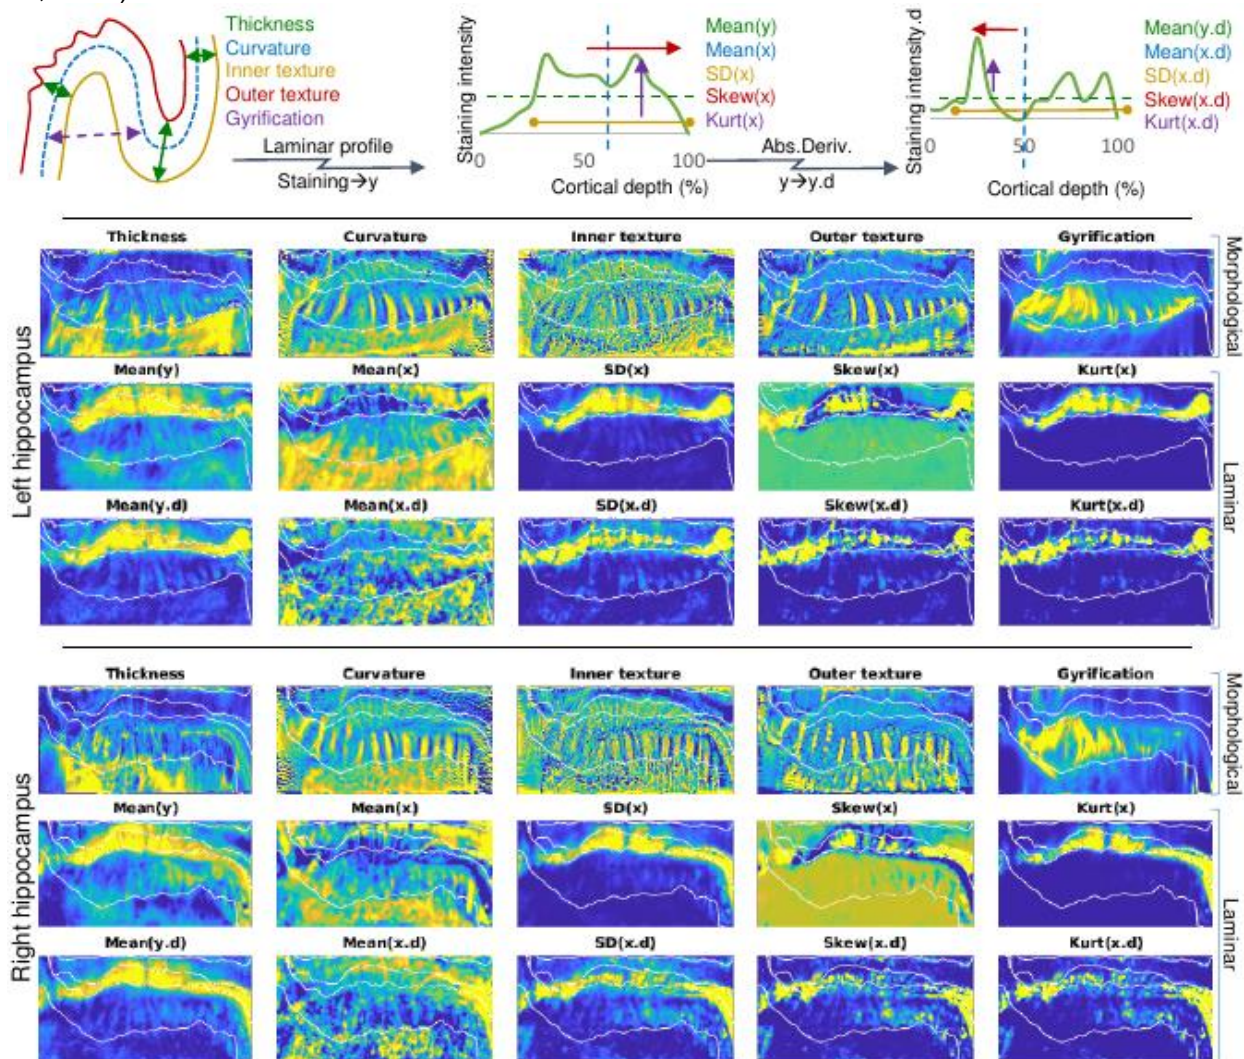 Thickness
Curvature
Inner texture
Outer texture
Gyrification
Laminar profile
Staining→y
Staining intensity
0 50 100
Cortical depth (%)
Mean(y)
Mean(x)
SD(x)
Skew(x)
Kurt(x)
Abs.Deriv.
y→y.d
Staining intensity.d
0 50 100
Cortical depth (%)
Mean(y.d)
Mean(x.d)
SD(x.d)
Skew(x.d)
Kurt(x.d)
Left hippocampus
Thickness Curvature Inner texture Outer texture Gyrification
Morphological
Mean(y) Mean(x) SD(x) Skew(x) Kurt(x)
Laminar
Mean(y.d) Mean(x.d) SD(x.d) Skew(x.d) Kurt(x.d)
Right hippocampus
Thickness Curvature Inner texture Outer texture Gyrification
Morphological
Mean(y) Mean(x) SD(x) Skew(x) Kurt(x)
Laminar
Mean(y.d) Mean(x.d) SD(x.d) Skew(x.d) Kurt(x.d)